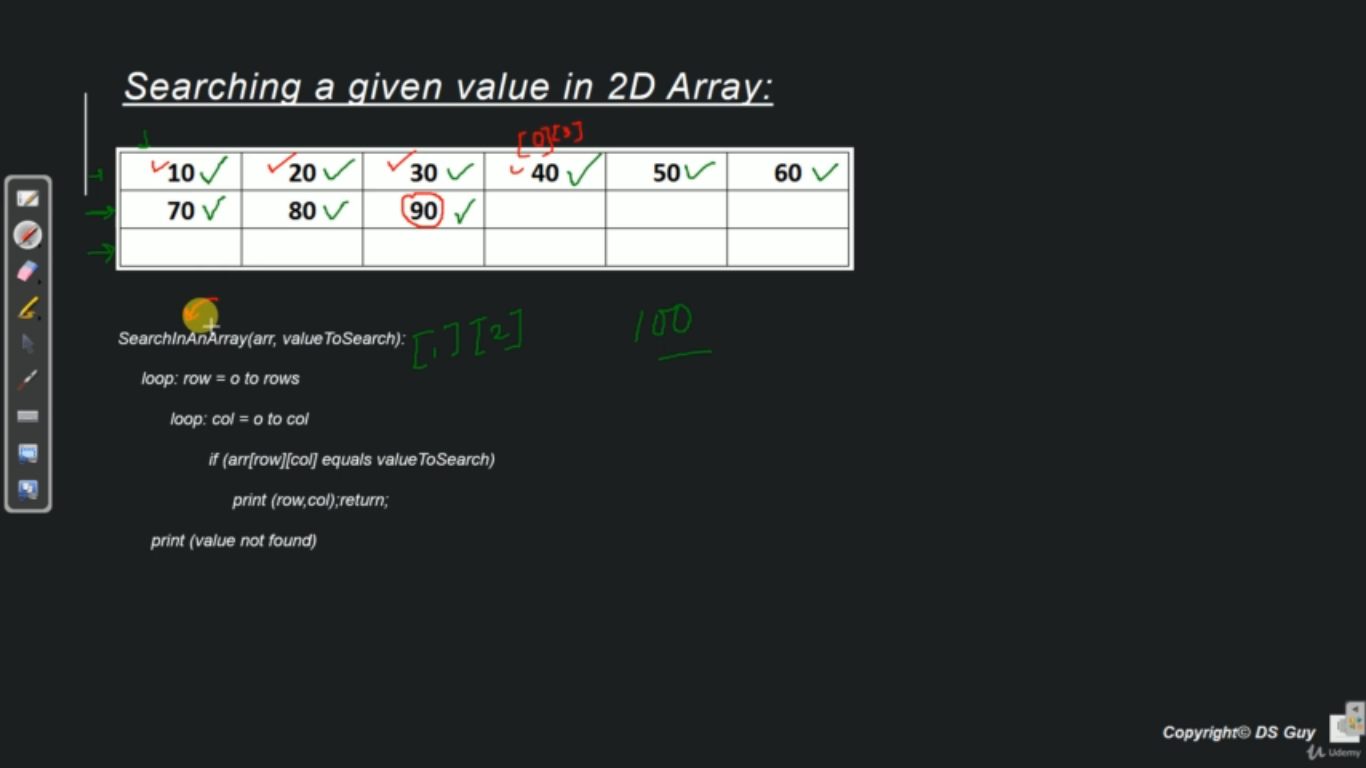 Searching a given value in 2D Array:
[0][3]
10 20 30 40 50 60
70 80 90
SearchInAnArray(arr, valueToSearch): [1][2] 100
loop: row = o to rows
loop: col = o to col
if (arr[row][col] equals valueToSearch)
print (row,col);return;
print (value not found)
Copyright© DS Guy
Udemy